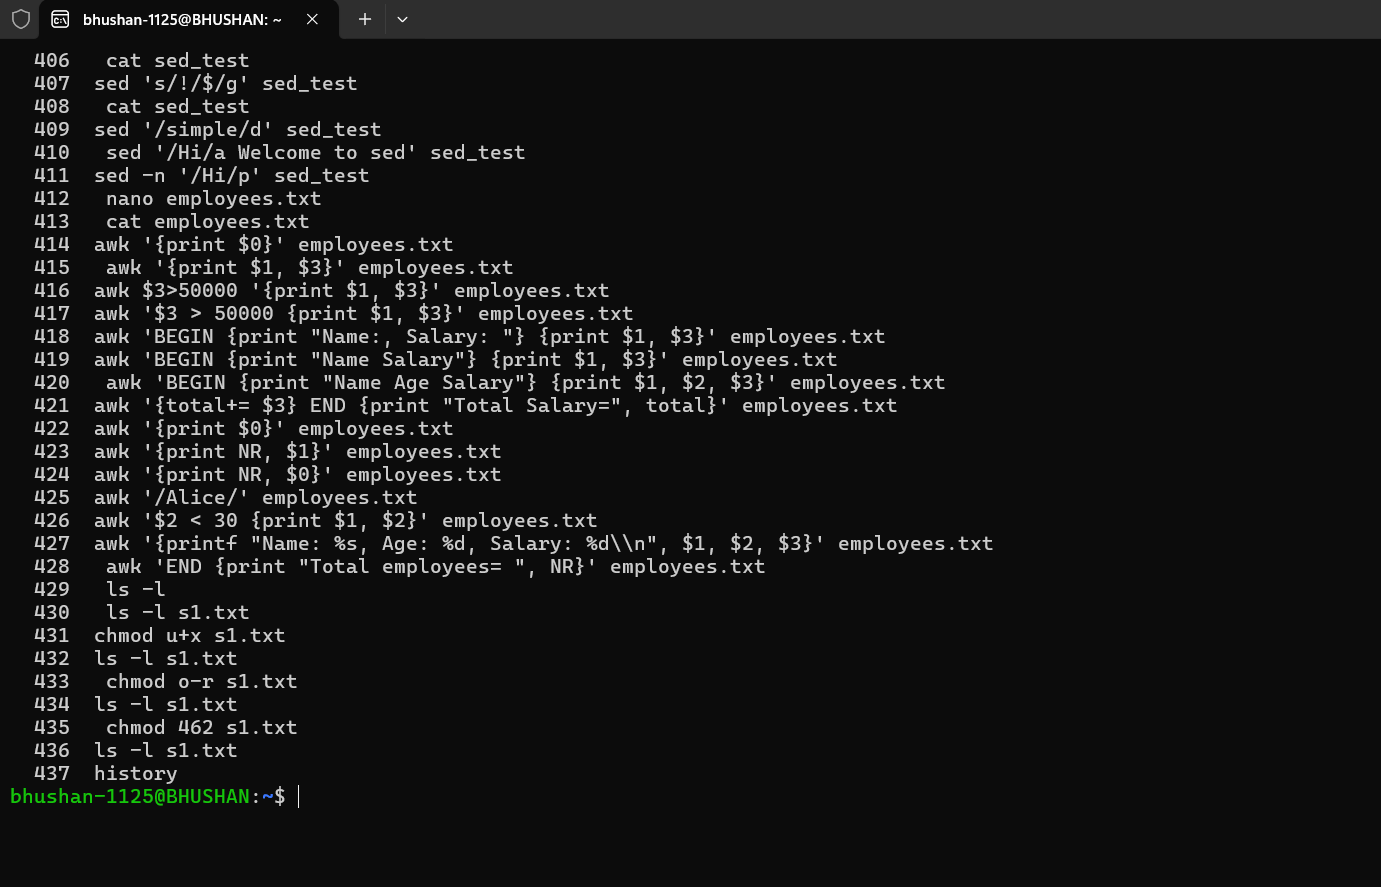 bhushan-1125@BHUSHAN: ~
406   cat sed_test
407  sed 's/!/$/g' sed_test
408   cat sed_test
409  sed '/simple/d' sed_test
410   sed '/Hi/a Welcome to sed' sed_test
411  sed -n '/Hi/p' sed_test
412   nano employees.txt
413   cat employees.txt
414  awk '{print $0}' employees.txt
415   awk '{print $1, $3}' employees.txt
416  awk $3>50000 '{print $1, $3}' employees.txt
417  awk '$3 > 50000 {print $1, $3}' employees.txt
418  awk 'BEGIN {print "Name:, Salary: "} {print $1, $3}' employees.txt
419  awk 'BEGIN {print "Name Salary"} {print $1, $3}' employees.txt
420   awk 'BEGIN {print "Name Age Salary"} {print $1, $2, $3}' employees.txt
421  awk '{total+= $3} END {print "Total Salary=", total}' employees.txt
422  awk '{print $0}' employees.txt
423  awk '{print NR, $1}' employees.txt
424  awk '{print NR, $0}' employees.txt
425  awk '/Alice/' employees.txt
426  awk '$2 < 30 {print $1, $2}' employees.txt
427  awk '{printf "Name: %s, Age: %d, Salary: %d\\n", $1, $2, $3}' employees.txt
428   awk 'END {print "Total employees= ", NR}' employees.txt
429   ls -l
430   ls -l s1.txt
431  chmod u+x s1.txt
432  ls -l s1.txt
433   chmod o-r s1.txt
434  ls -l s1.txt
435   chmod 462 s1.txt
436  ls -l s1.txt
437  history
bhushan-1125@BHUSHAN:~$